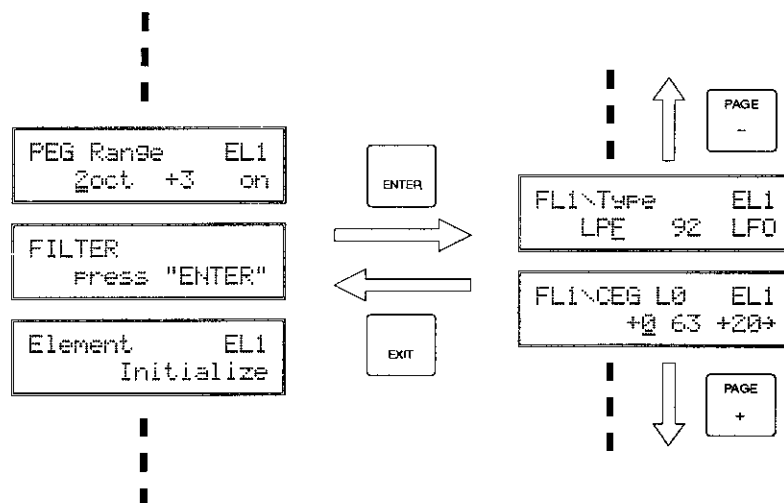 PEG Range EL1
2oct +3 on
FILTER
press "ENTER"
Element EL1
Initialize
ENTER
EXIT
PAGE
-
FL1\Type EL1
LPE 92 LFO
FL1\CEG L0 EL1
+0 63 +20→
PAGE
+